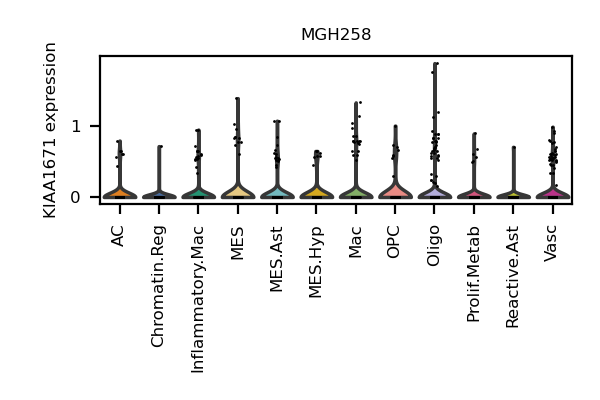 MGH258
KIAA1671 expression
1
0
AC
Chromatin.Reg
Inflammatory.Mac
MES
MES.Ast
MES.Hyp
Mac
OPC
Oligo
Prolif.Metab
Reactive.Ast
Vasc